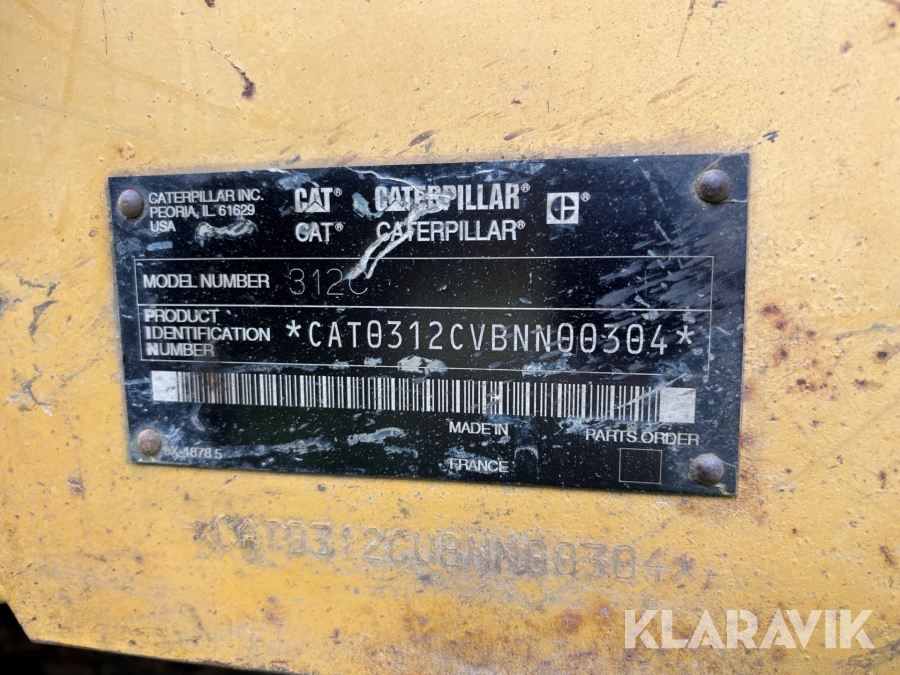 CATERPILLAR INC.
PEORIA, IL. 61629
USA
CAT® CATERPILLAR® ®
CAT® CATERPILLAR®
MODEL NUMBER 312C
PRODUCT IDENTIFICATION NUMBER *CAT0312CVBNN00304*
MADE IN
FRANCE
PARTS ORDER
*CAT0312CVBNN00304*
KLARAVIK